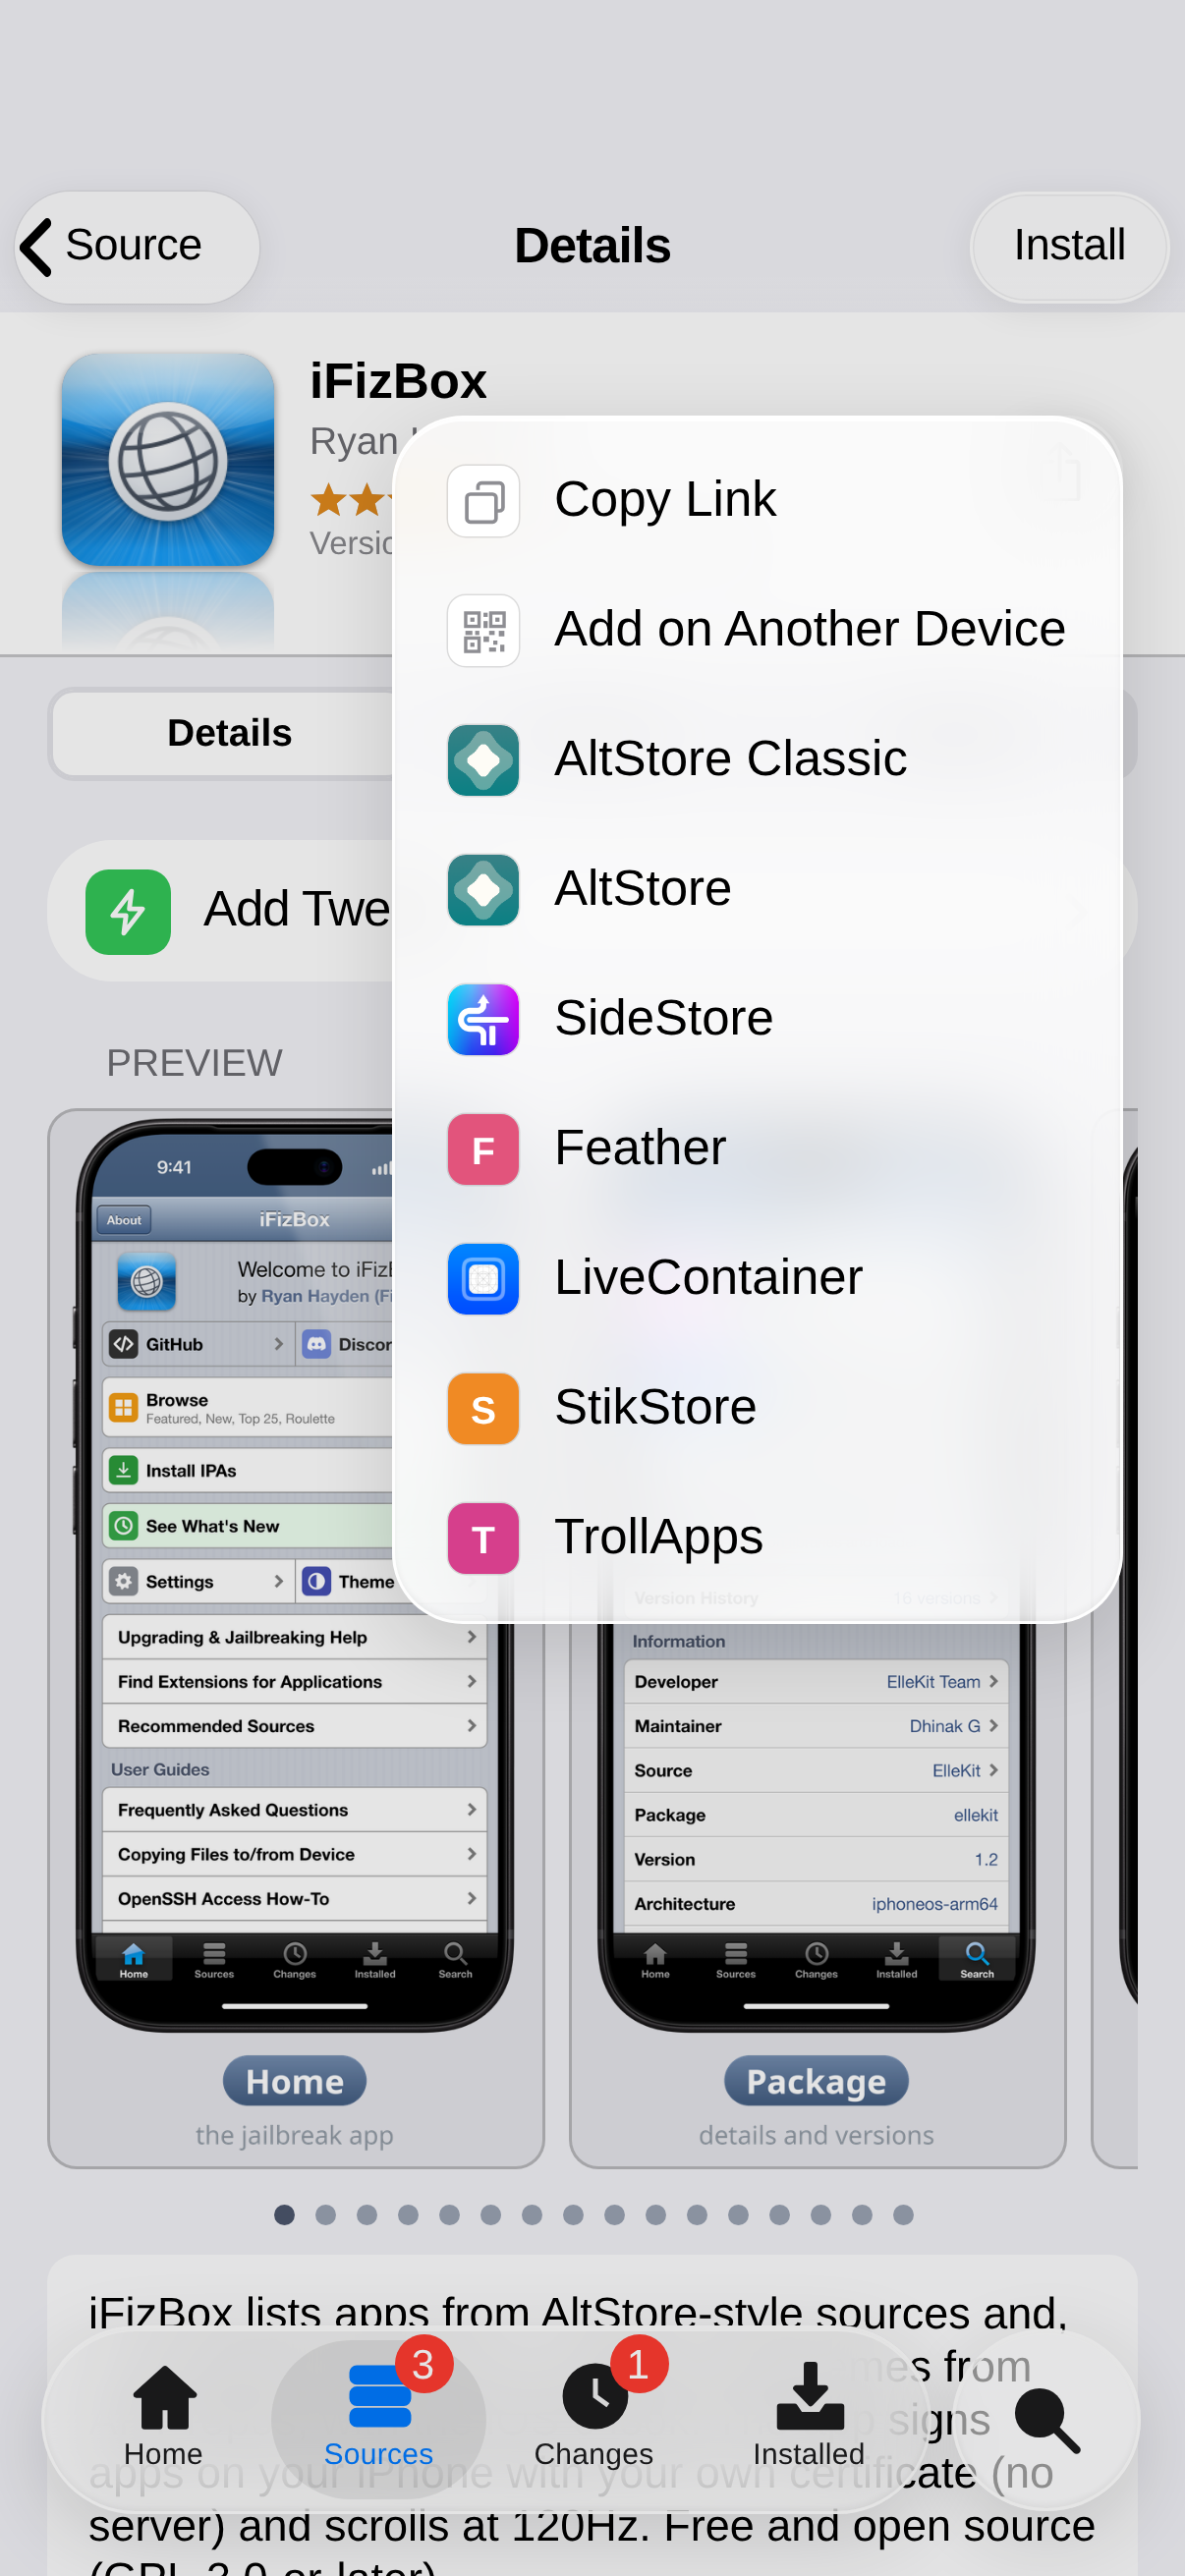 Source
Details
Install
iFizBox
Ryan
Copy Link
Add on Another Device
AltStore Classic
AltStore
SideStore
Feather
LiveContainer
StikStore
TrollApps
Details
Add
PREVIEW
9:41
About
iFizBox
Welcome to
by Ryan Hayden
GitHub
Browse
Featured, New, Top 25, Roulette
Install IPAs
See What's New
Settings
Theme
Upgrading & Jailbreaking Help
Find Extensions for Applications
Recommended Sources
User Guides
Frequently Asked Questions
Copying Files to/from Device
OpenSSH Access How-To
Home
Sources
Changes
Installed
Search
Home
the jailbreak app
Version History
16 versions
Information
Developer
ElleKit Team
Maintainer
Dhinak G
Source
ElleKit
Package
ellekit
Version
1.2
Architecture
iphoneos-arm64
Home
Sources
Changes
Installed
Search
Package
details and versions
iFizBox lists apps from AltStore-style sources and,
from
signs
apps on your iPhone with your own certificate (no
server) and scrolls at 120Hz. Free and open source
3
1
Home
Sources
Changes
Installed